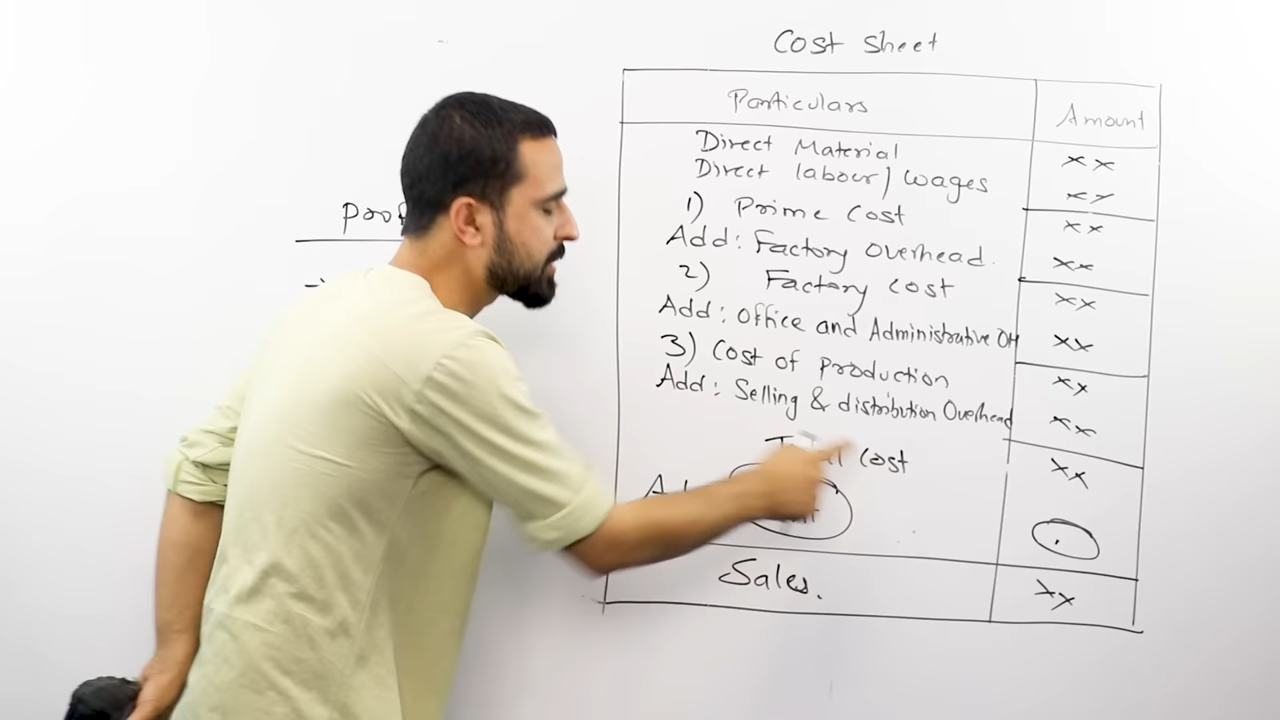 Cost sheet
Particulars Amount
Direct Material xx
Direct labour/wages xx
1) Prime Cost xx
Add: Factory overhead. xx
2) Factory cost xx
Add: office and Administrative OH xx
3) Cost of production xx
Add: Selling & distribution Overhead xx
cost xx
Sales. xx